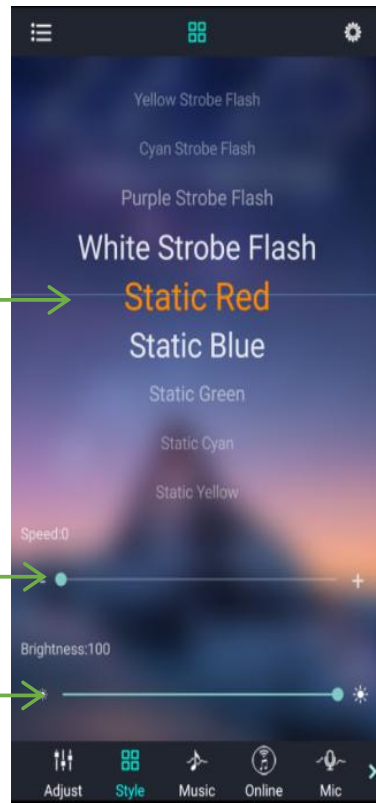 Yellow Strobe Flash
Cyan Strobe Flash
Purple Strobe Flash
White Strobe Flash
Static Red
Static Blue
Static Green
Static Cyan
Static Yellow
Speed:0
- +
Brightness:100
Adjust Style Music Online Mic